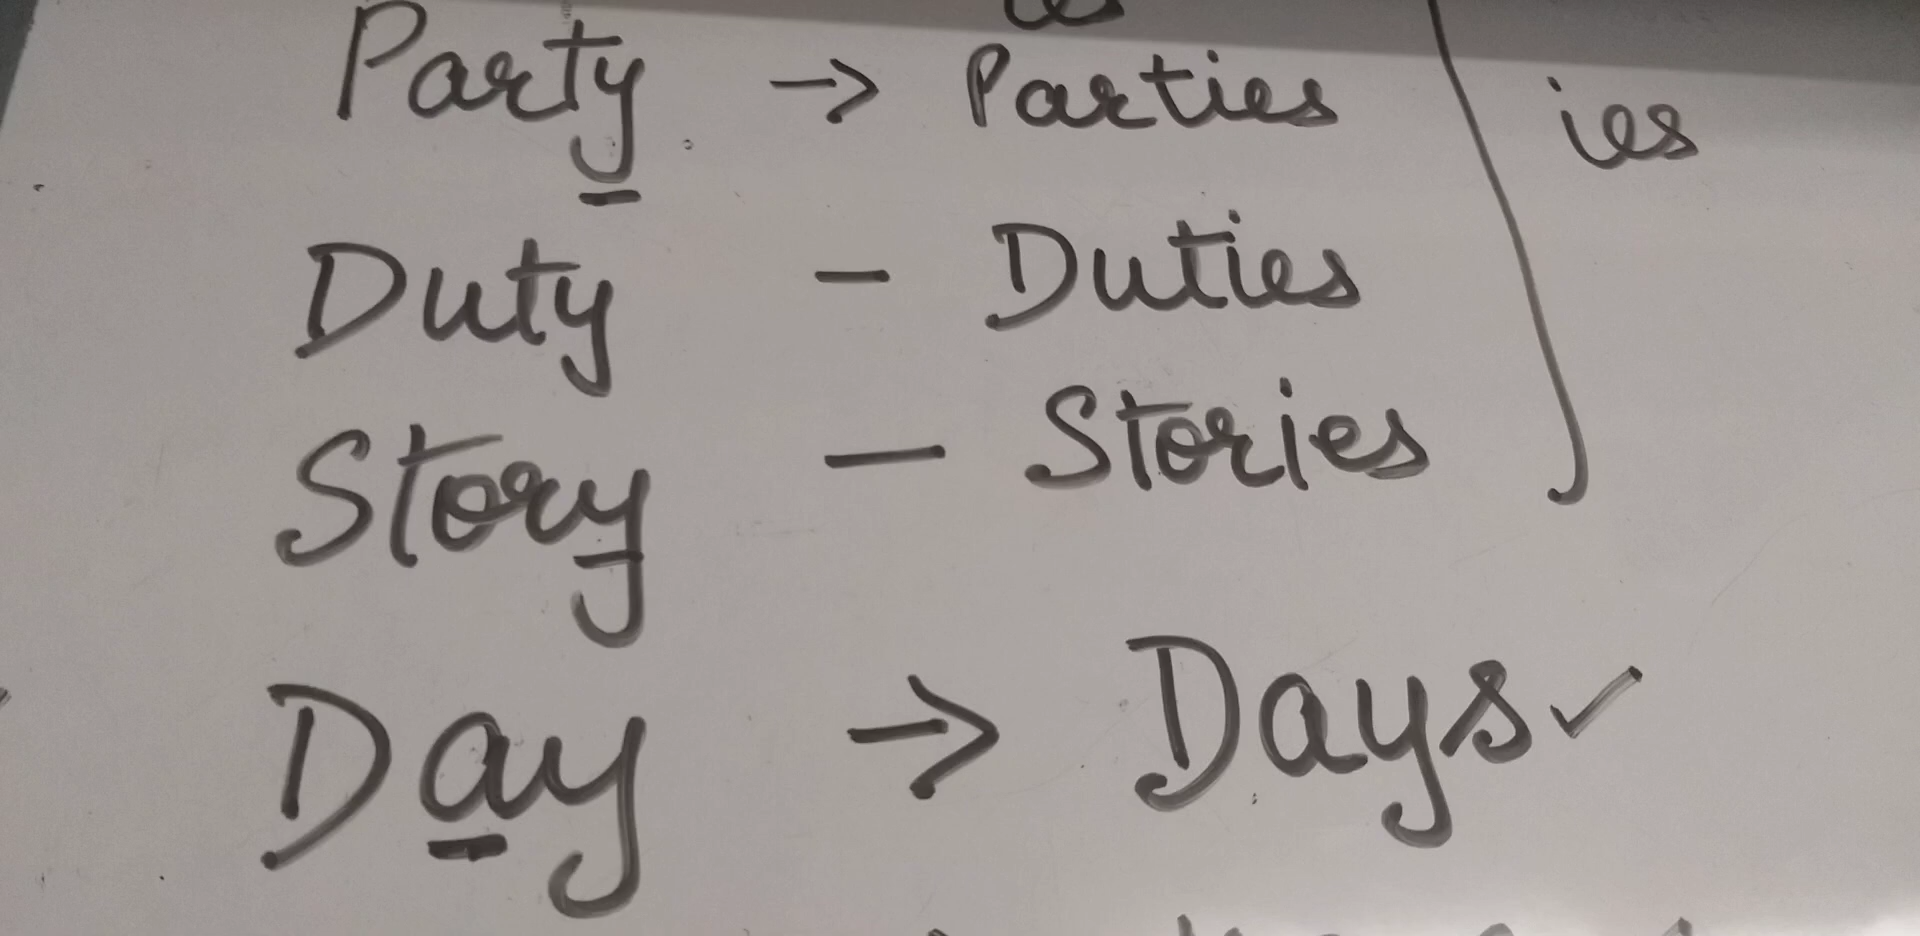 Party → Parties
ies
Duty - Duties
Story - Stories
Day → Days ✓